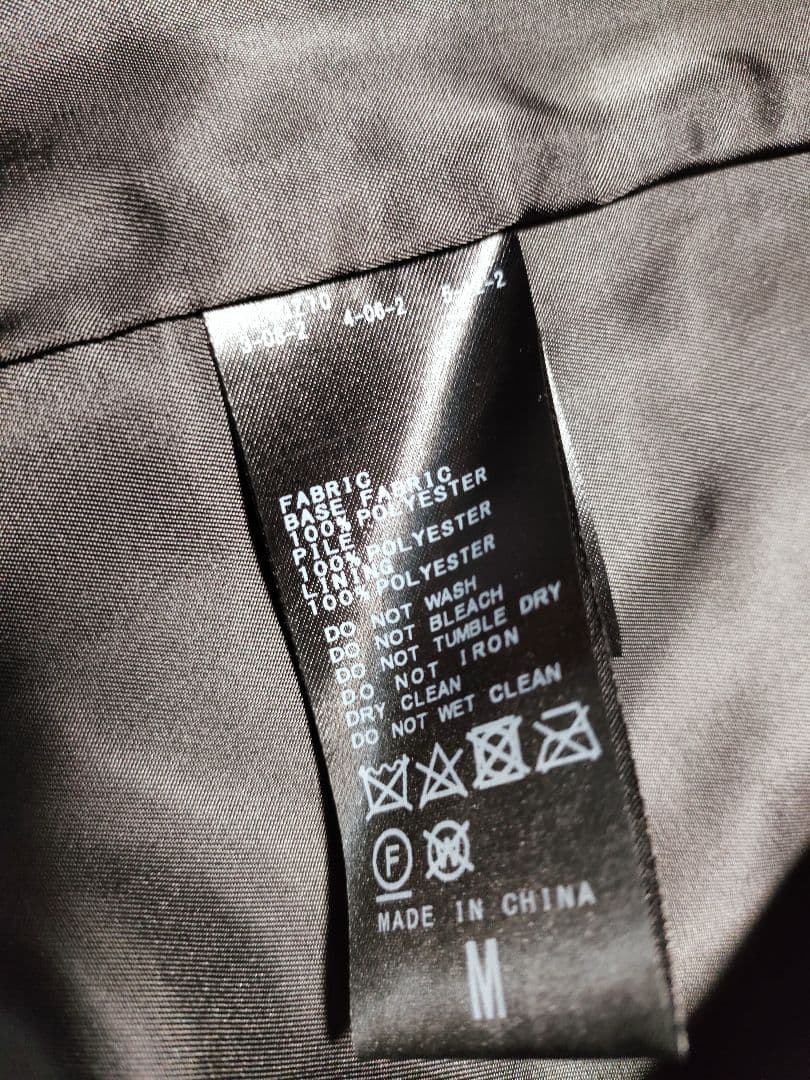 3-06-2 4-06-2
FABRIC
BASE FABRIC
100% POLYESTER
PILE
100% POLYESTER
LINING
100% POLYESTER
DO NOT WASH
DO NOT BLEACH
DO NOT TUMBLE DRY
DO NOT IRON
DRY CLEAN
DO NOT WET CLEAN
F W
MADE IN CHINA
M